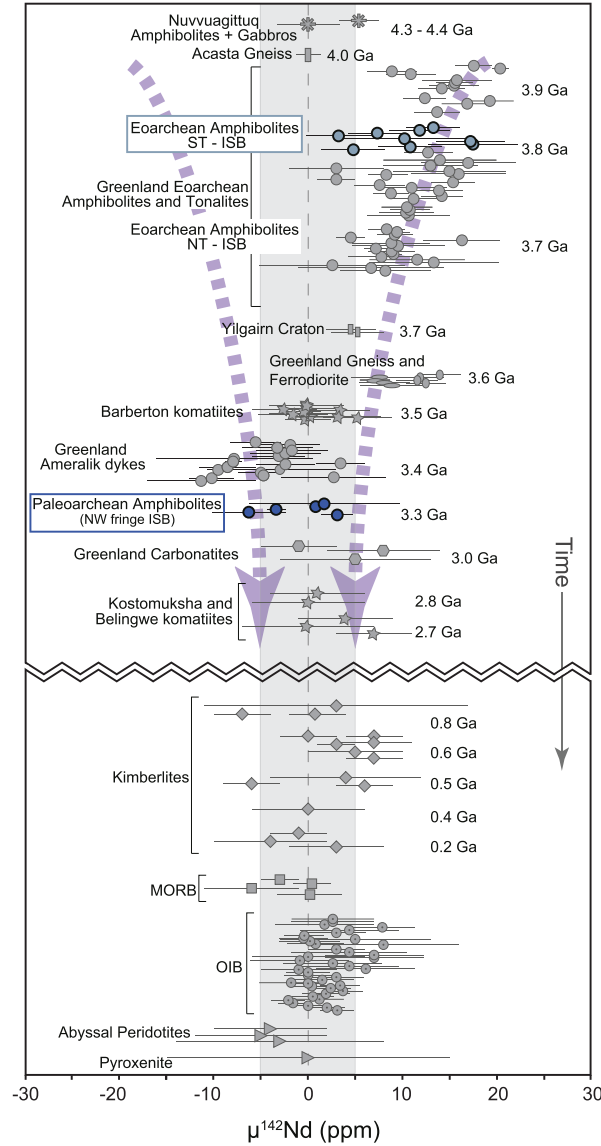 Nuvvuagittuq
Amphibolites + Gabbros
4.3 - 4.4 Ga
Acasta Gneiss
4.0 Ga
3.9 Ga
Eoarchean Amphibolites
ST - ISB
3.8 Ga
Greenland Eoarchean
Amphibolites and Tonalites
Eoarchean Amphibolites
NT - ISB
3.7 Ga
Yilgairn Craton
3.7 Ga
Greenland Gneiss and
Ferrodiorite
3.6 Ga
Barberton komatiites
3.5 Ga
Greenland
Ameralik dykes
3.4 Ga
Paleoarchean Amphibolites
(NW fringe ISB)
3.3 Ga
Greenland Carbonatites
3.0 Ga
Time
Kostomuksha and
Belingwe komatiites
2.8 Ga
2.7 Ga
Kimberlites
0.8 Ga
0.6 Ga
0.5 Ga
0.4 Ga
0.2 Ga
MORB
OIB
Abyssal Peridotites
Pyroxenite
-30 -20 -10 0 10 20 30
µ¹⁴²Nd (ppm)